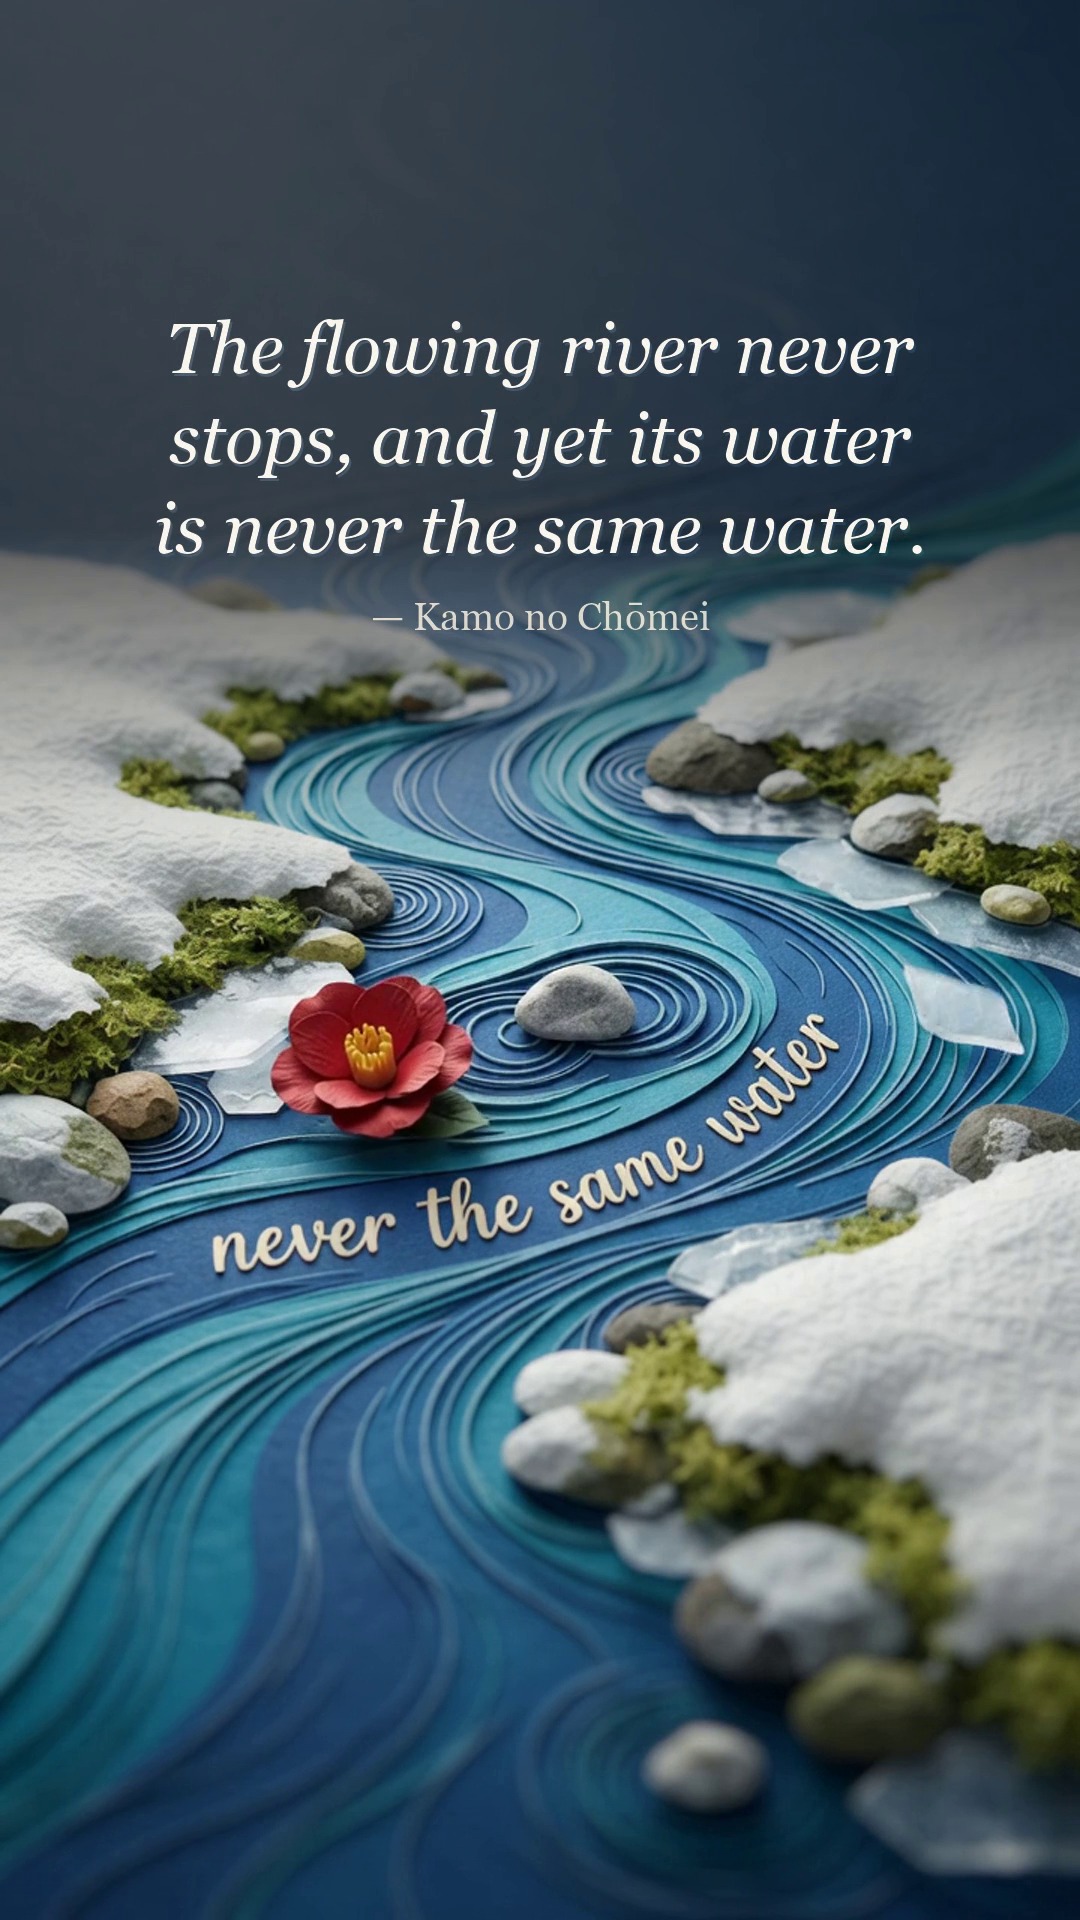 The flowing river never
stops, and yet its water
is never the same water.
— Kamo no Chōmei
never the same water